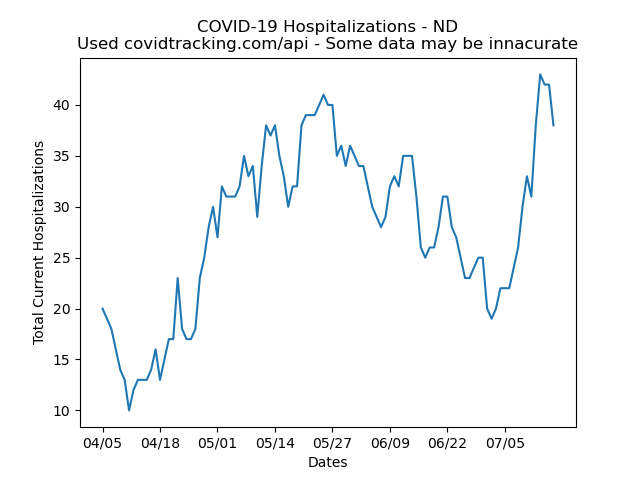 COVID-19 Hospitalizations - ND
Used covidtracking.com/api - Some data may be innacurate
Total Current Hospitalizations
40
35
30
25
20
15
10
04/05 04/18 05/01 05/14 05/27 06/09 06/22 07/05
Dates